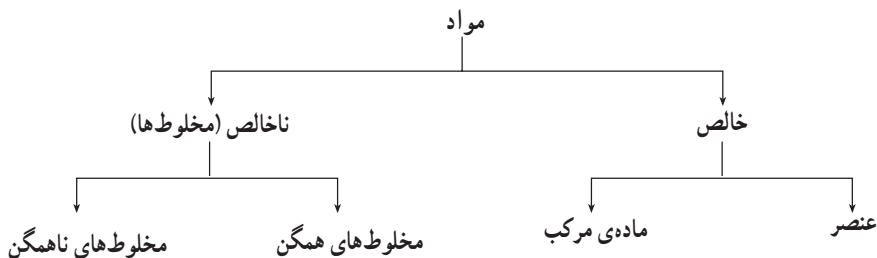 مواد
خالص
ناخالص (مخلوط‌ها)
عنصر
ماده‌ی مرکب
مخلوط‌های همگن
مخلوط‌های ناهمگن